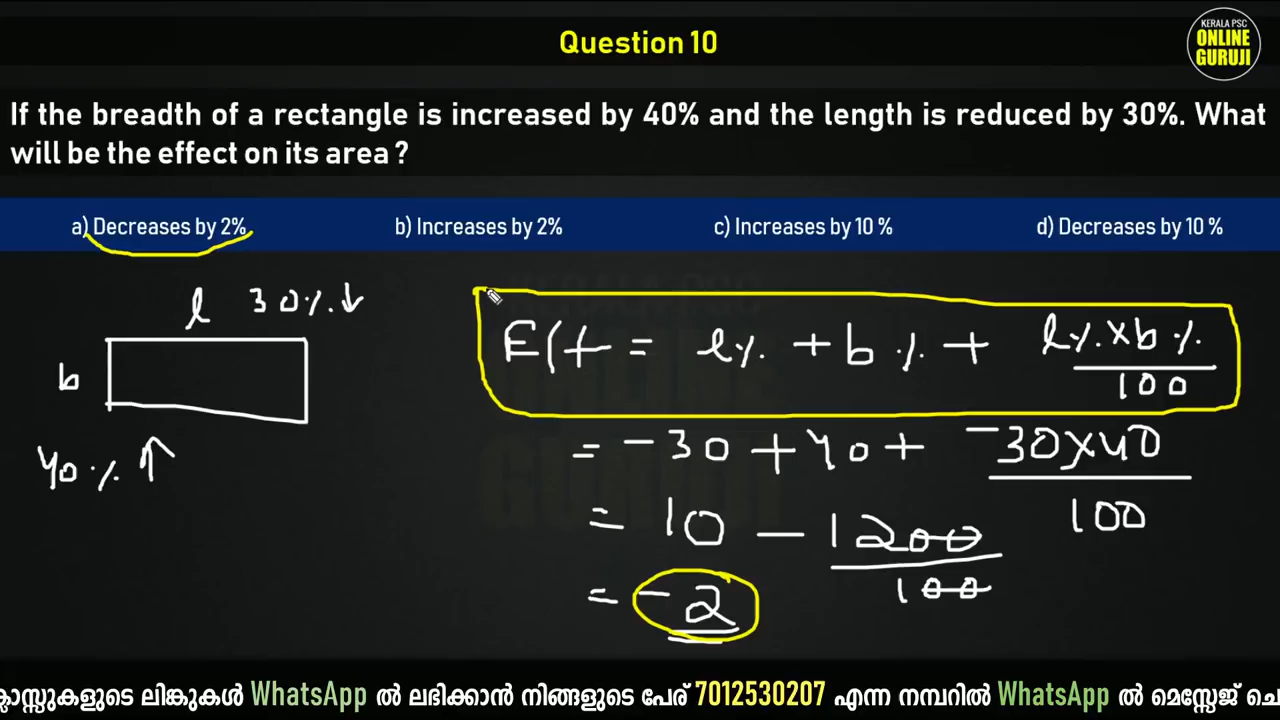 Question 10
KERALA PSC
ONLINE
GURUJI
If the breadth of a rectangle is increased by 40% and the length is reduced by 30%. What
will be the effect on its area ?
a) Decreases by 2%
b) Increases by 2%
c) Increases by 10 %
d) Decreases by 10 %
l 30% ↓
b
40% ↑
Eff = l% + b% + l% × b% / 100
= -30 + 40 + -30×40 / 100
= 10 - 1200 / 100
= -2
ക്ലാസ്സുകളുടെ ലിങ്കുകൾ WhatsApp ൽ ലഭിക്കാൻ നിങ്ങളുടെ പേര് 7012530207 എന്ന നമ്പറിൽ WhatsApp ൽ മെസ്സേജ് ചെ